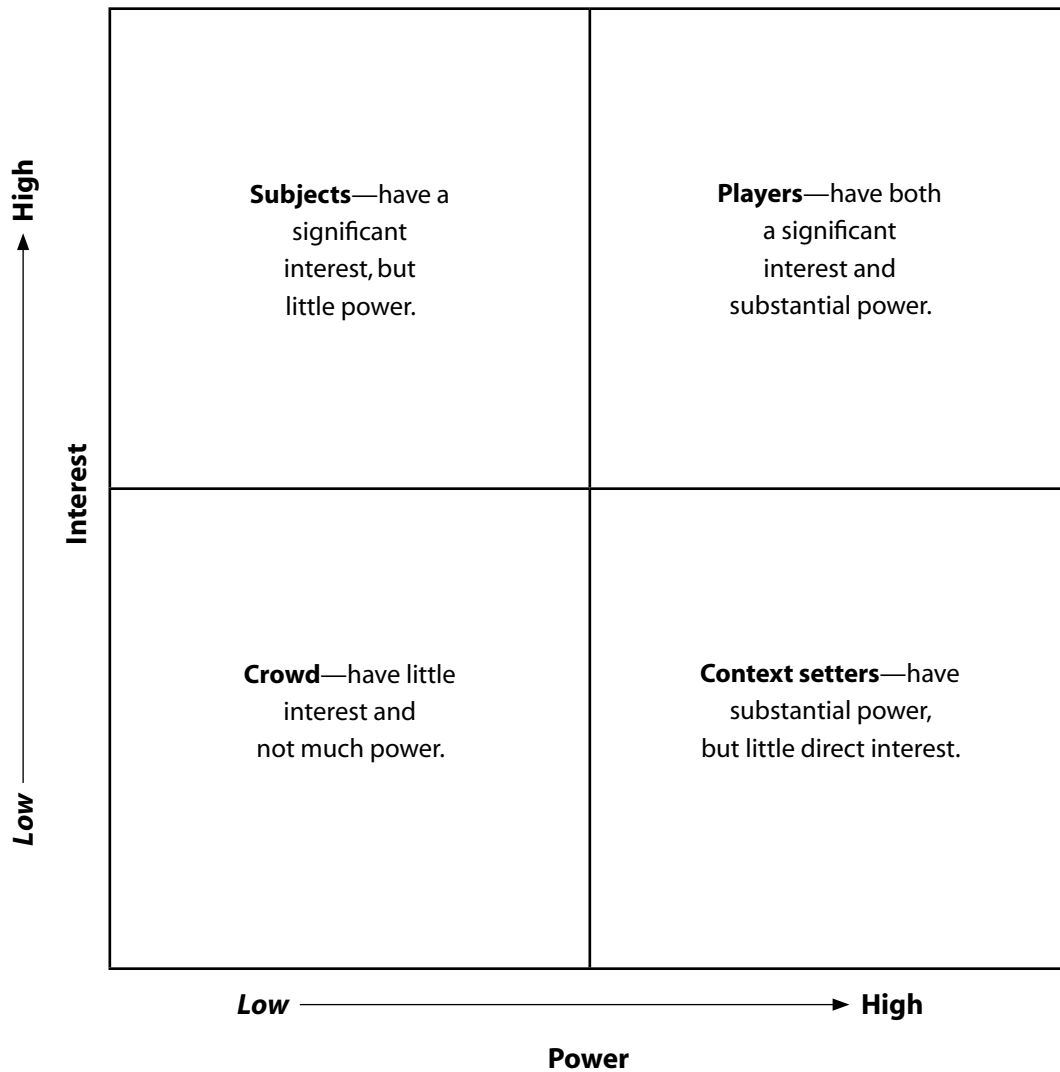 High
Interest
Low
Subjects—have a
significant
interest, but
little power.
Players—have both
a significant
interest and
substantial power.
Crowd—have little
interest and
not much power.
Context setters—have
substantial power,
but little direct interest.
Low
High
Power